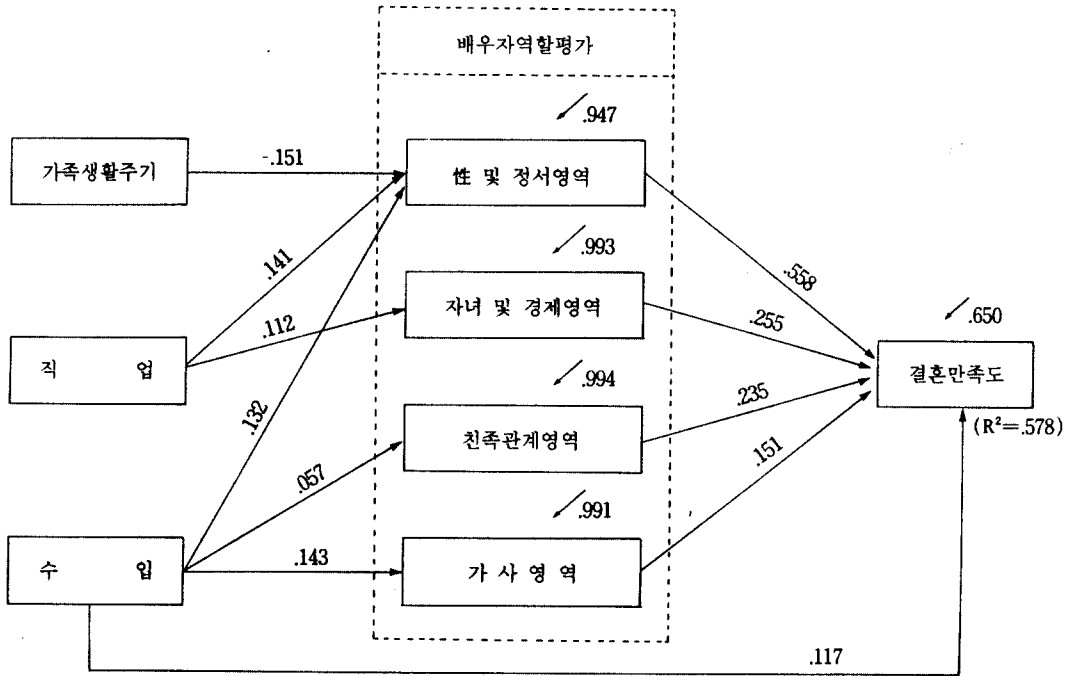 배우자역할평가
.947
가족생활주기
-.151
性 및 정서영역
.993
.141
.558
자녀 및 경제영역
.112
.255
.650
직 업
.994
결혼만족도
.132
.235
(R²=.578)
친족관계영역
.057
.151
.991
수 입
.143
가 사 영 역
.117